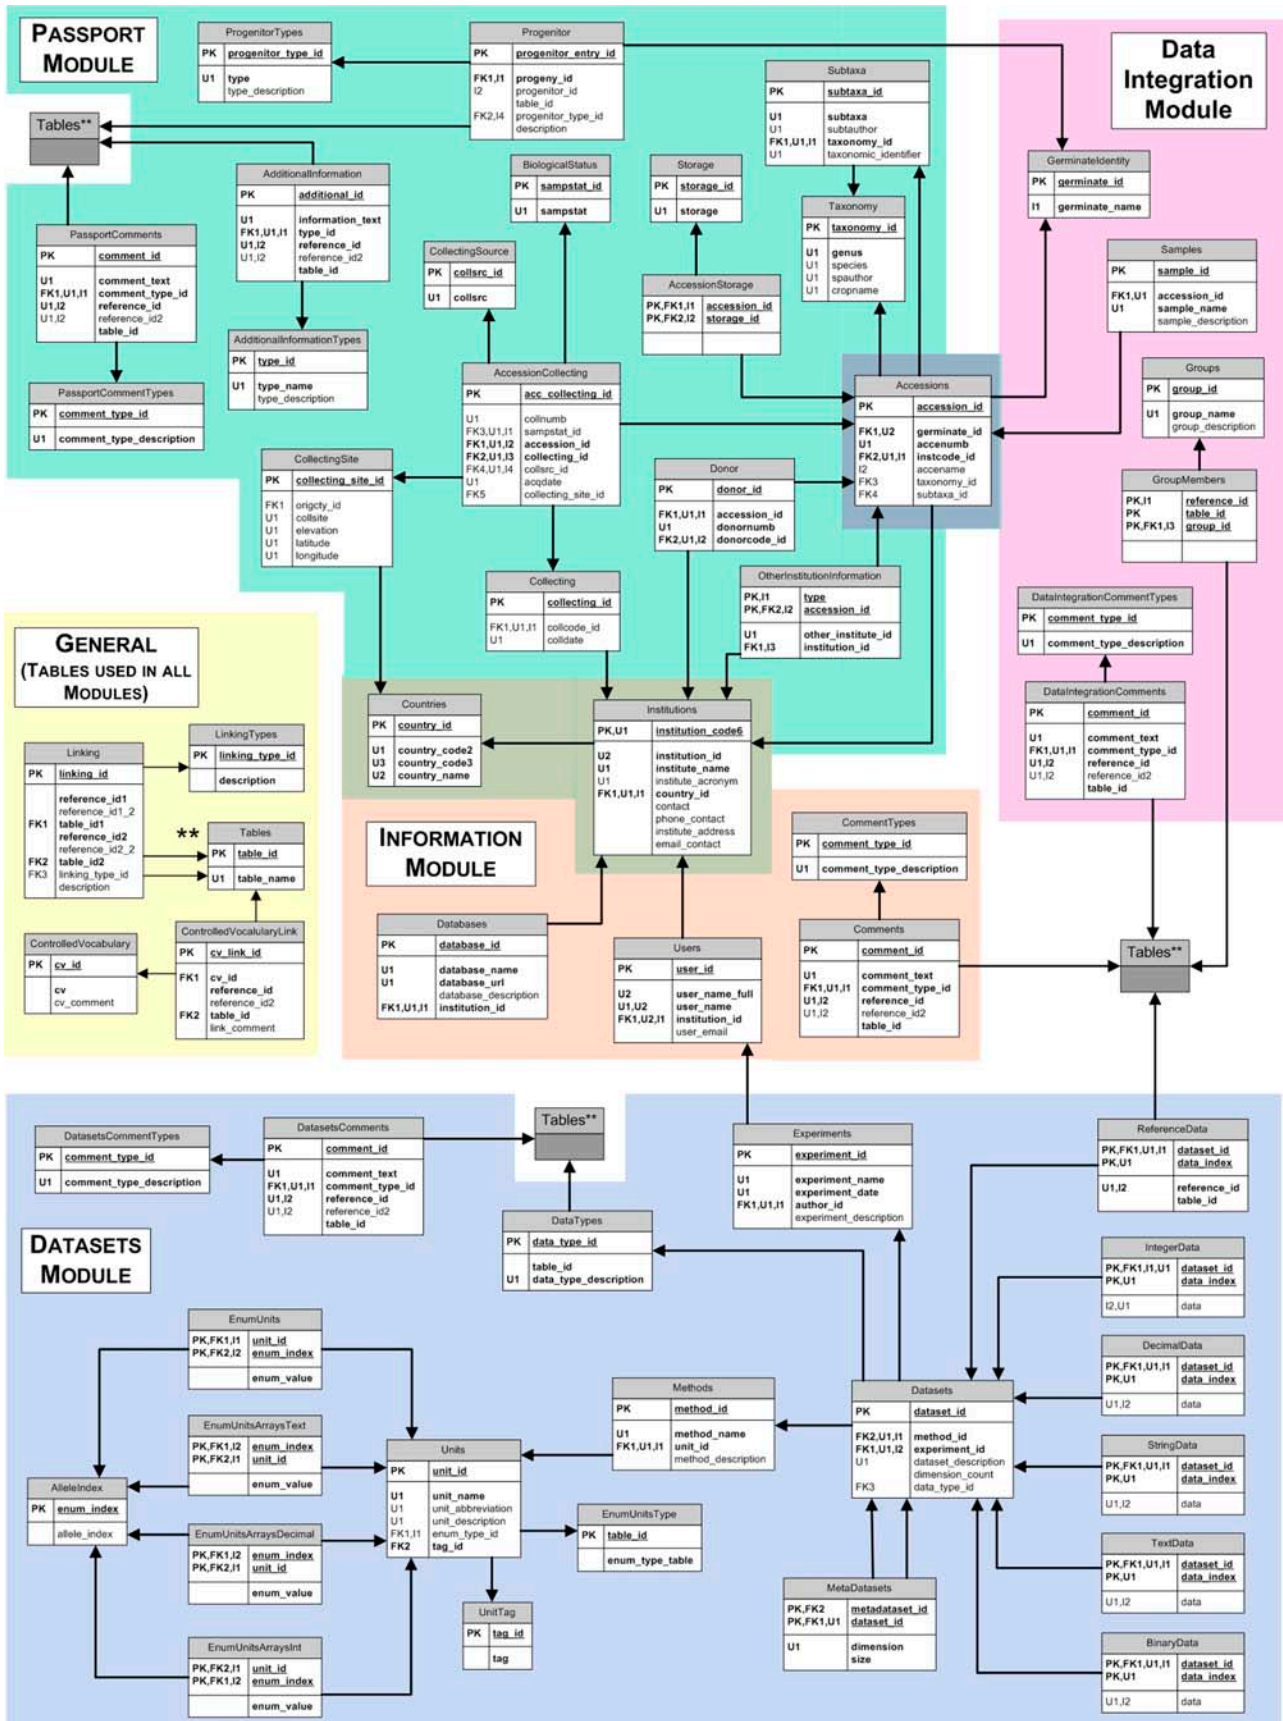 PASSPORT
MODULE
ProgenitorTypes
PK progenitor_type_id
U1 type
type_description
Progenitor
PK progenitor_entry_id
FK1,I1 progeny_id
I2 progenitor_id
table_id
FK2,I4 progenitor_type_id
description
Subtaxa
PK subtaxa_id
U1 subtaxa
U1 subtauthor
FK1,U1,I1 taxonomy_id
U1 taxonomic_identifier
Data
Integration
Module
Tables**
AdditionalInformation
PK additional_id
U1 information_text
FK1,U1,I1 type_id
U1,I2 reference_id
U1,I2 reference_id2
table_id
BiologicalStatus
PK sampstat_id
U1 sampstat
Storage
PK storage_id
U1 storage
GerminateIdentity
PK germinate_id
I1 germinate_name
PassportComments
PK comment_id
U1 comment_text
FK1,U1,I1 comment_type_id
U1,I2 reference_id
U1,I2 reference_id2
table_id
CollectingSource
PK collsrc_id
U1 collsrc
Taxonomy
PK taxonomy_id
U1 genus
U1 species
U1 spauthor
U1 cropname
AccessionStorage
PK,FK1,I1 accession_id
PK,FK2,I2 storage_id
Samples
PK sample_id
FK1,U1 accession_id
U1 sample_name
sample_description
AdditionalInformationTypes
PK type_id
U1 type_name
type_description
PassportCommentTypes
PK comment_type_id
U1 comment_type_description
AccessionCollecting
PK acc_collecting_id
U1 collnumb
FK3,U1,I1 sampstat_id
FK1,U1,I2 accession_id
FK2,U1,I3 collecting_id
FK4,U1,I4 collsrc_id
U1 acqdate
FK5 collecting_site_id
Accessions
PK accession_id
FK1,U2 germinate_id
U1 accenumb
FK2,U1,I1 instcode_id
I2 accename
FK3 taxonomy_id
FK4 subtaxa_id
Groups
PK group_id
U1 group_name
group_description
CollectingSite
PK collecting_site_id
FK1 origcty_id
U1 collsite
U1 elevation
U1 latitude
U1 longitude
Donor
PK donor_id
FK1,U1,I1 accession_id
U1 donornumb
FK2,U1,I2 donorcode_id
GroupMembers
PK,I1 reference_id
PK table_id
PK,FK1,I3 group_id
Collecting
PK collecting_id
FK1,U1,I1 collcode_id
U1 colldate
OtherInstitutionInformation
PK,I1 type
PK,FK2,I2 accession_id
U1 other_institute_id
FK1,I3 institution_id
DataIntegrationCommentTypes
PK comment_type_id
U1 comment_type_description
GENERAL
(TABLES USED IN ALL
MODULES)
Linking
PK linking_id
reference_id1
reference_id1_2
FK1 table_id1
reference_id2
reference_id2_2
FK2 table_id2
FK3 linking_type_id
description
LinkingTypes
PK linking_type_id
description
**
Tables
PK table_id
U1 table_name
Countries
PK country_id
U1 country_code2
U3 country_code3
U2 country_name
Institutions
PK,U1 institution_code6
U2 institution_id
U1 institute_name
U1 institute_acronym
FK1,U1,I1 country_id
contact
phone_contact
institute_address
email_contact
DataIntegrationComments
PK comment_id
U1 comment_text
FK1,U1,I1 comment_type_id
U1,I2 reference_id
U1,I2 reference_id2
table_id
INFORMATION
MODULE
CommentTypes
PK comment_type_id
U1 comment_type_description
ControlledVocabulary
PK cv_id
cv
cv_comment
ControlledVocalularyLink
PK cv_link_id
FK1 cv_id
reference_id
reference_id2
FK2 table_id
link_comment
Databases
PK database_id
U1 database_name
U1 database_url
database_description
FK1,U1,I1 institution_id
Users
PK user_id
U2 user_name_full
U1,U2 user_name
FK1,U2,I1 institution_id
user_email
Comments
PK comment_id
U1 comment_text
FK1,U1,I1 comment_type_id
U1,I2 reference_id
U1,I2 reference_id2
table_id
Tables**
DatasetsCommentTypes
PK comment_type_id
U1 comment_type_description
DatasetsComments
PK comment_id
U1 comment_text
FK1,U1,I1 comment_type_id
U1,I2 reference_id
U1,I2 reference_id2
table_id
Tables**
Experiments
PK experiment_id
U1 experiment_name
U1 experiment_date
FK1,U1,I1 author_id
experiment_description
ReferenceData
PK,FK1,U1,I1 dataset_id
PK,U1 data_index
U1,I2 reference_id
table_id
DATASETS
MODULE
DataTypes
PK data_type_id
table_id
U1 data_type_description
IntegerData
PK,FK1,I1,U1 dataset_id
PK,U1 data_index
I2,U1 data
EnumUnits
PK,FK1,I1 unit_id
PK,FK2,I2 enum_index
enum_value
DecimalData
PK,FK1,U1,I1 dataset_id
PK,U1 data_index
U1,I2 data
Methods
PK method_id
U1 method_name
FK1,U1,I1 unit_id
method_description
Datasets
PK dataset_id
FK2,U1,I1 method_id
FK1,U1,I2 experiment_id
U1 dataset_description
dimension_count
FK3 data_type_id
EnumUnitsArraysText
PK,FK1,I2 enum_index
PK,FK2,I1 unit_id
enum_value
Units
PK unit_id
U1 unit_name
U1 unit_abbreviation
U1 unit_description
FK1,I1 enum_type_id
FK2 tag_id
StringData
PK,FK1,U1,I1 dataset_id
PK,U1 data_index
U1,I2 data
AlleleIndex
PK enum_index
allele_index
EnumUnitsArraysDecimal
PK,FK1,I2 enum_index
PK,FK2,I1 unit_id
enum_value
EnumUnitsType
PK table_id
enum_type_table
TextData
PK,FK1,U1,I1 dataset_id
PK,U1 data_index
U1,I2 data
UnitTag
PK tag_id
tag
MetaDatasets
PK,FK2 metadataset_id
PK,FK1,U1 dataset_id
U1 dimension
size
EnumUnitsArraysInt
PK,FK2,I1 unit_id
PK,FK1,I2 enum_index
enum_value
BinaryData
PK,FK1,U1,I1 dataset_id
PK,U1 data_index
U1,I2 data